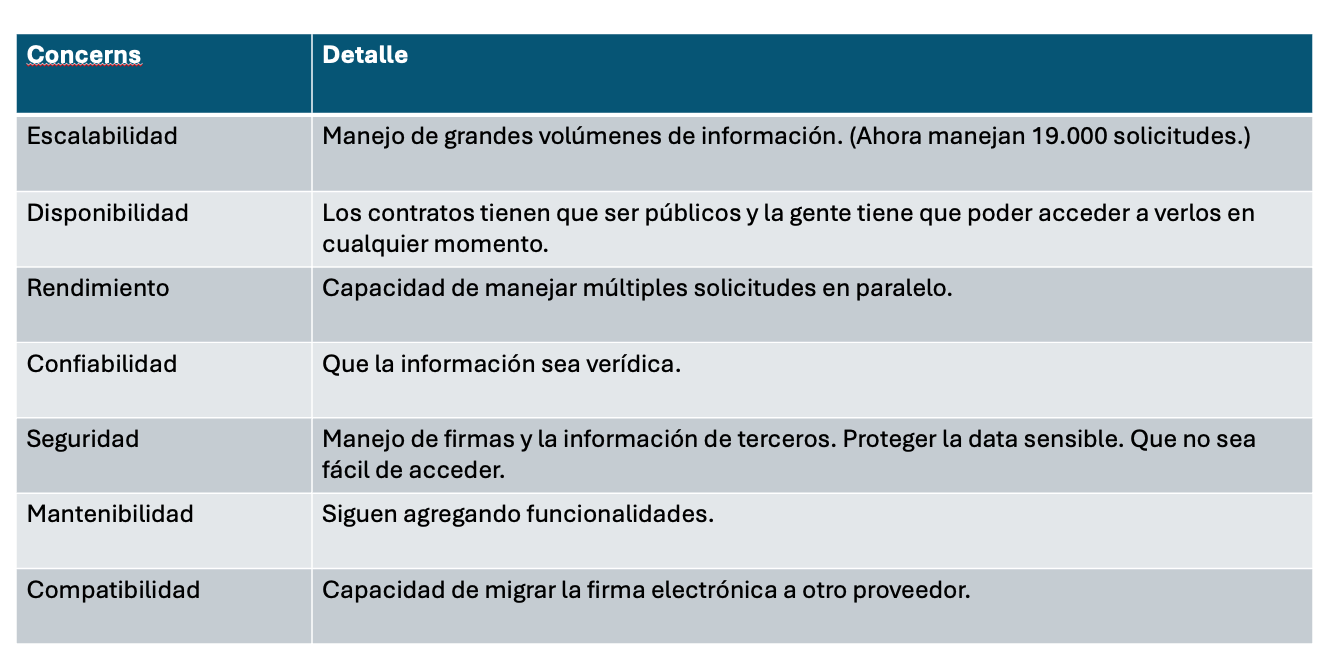 Concerns
Detalle
Escalabilidad
Manejo de grandes volúmenes de información. (Ahora manejan 19.000 solicitudes.)
Disponibilidad
Los contratos tienen que ser públicos y la gente tiene que poder acceder a verlos en
cualquier momento.
Rendimiento
Capacidad de manejar múltiples solicitudes en paralelo.
Confiabilidad
Que la información sea verídica.
Seguridad
Manejo de firmas y la información de terceros. Proteger la data sensible. Que no sea
fácil de acceder.
Mantenibilidad
Siguen agregando funcionalidades.
Compatibilidad
Capacidad de migrar la firma electrónica a otro proveedor.